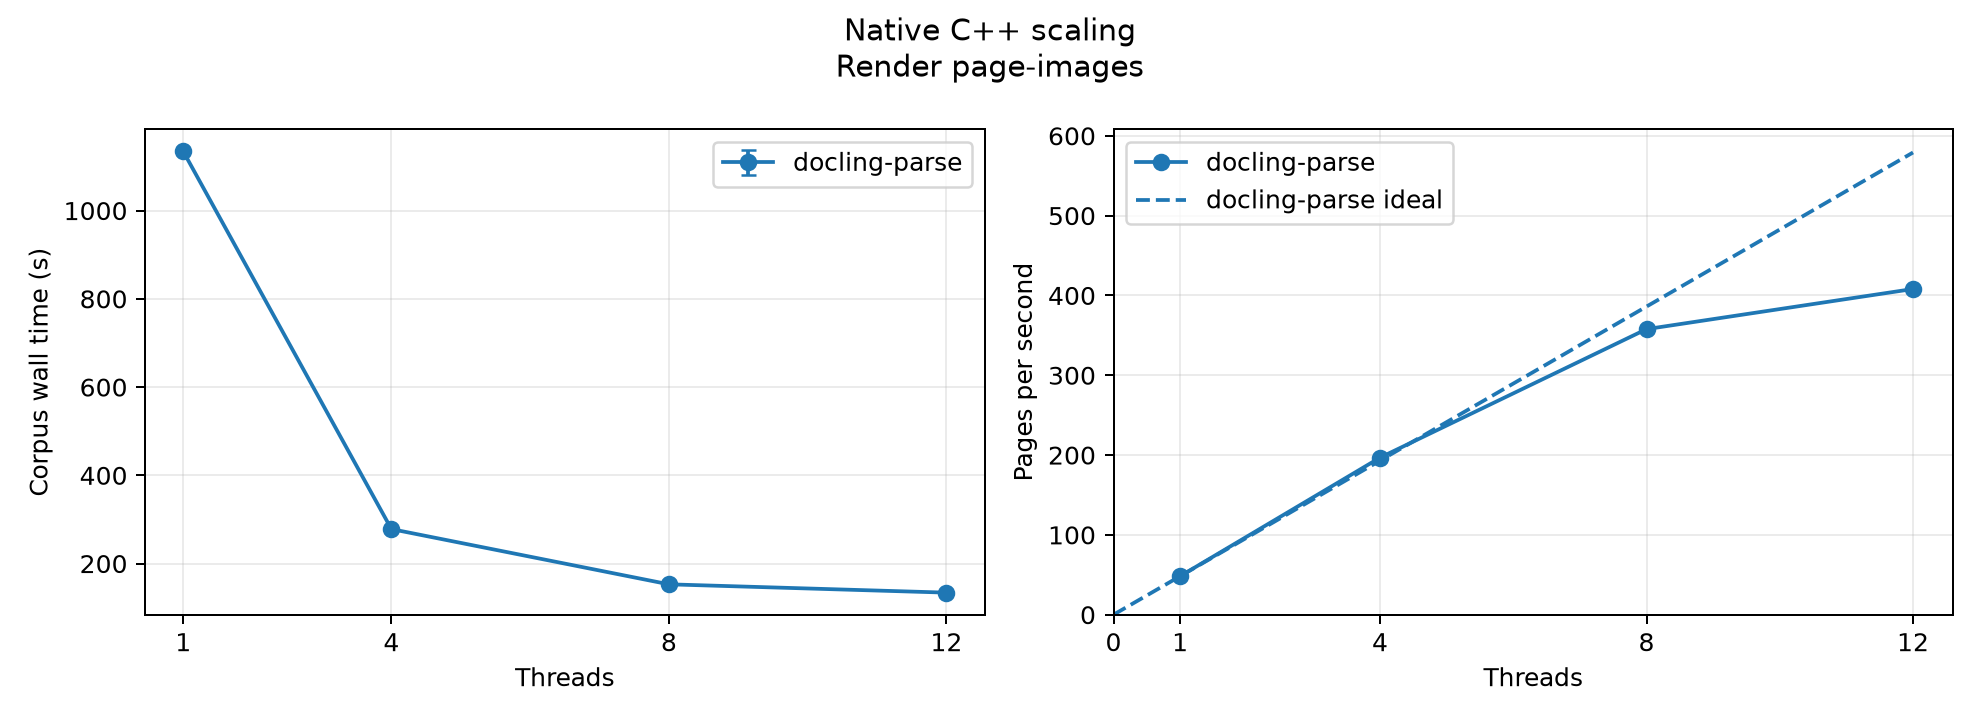 Native C++ scaling
Render page-images
Corpus wall time (s)
1000
800
600
400
200
docling-parse
1 4 8 12
Threads
Pages per second
600
500
400
300
200
100
0
docling-parse
docling-parse ideal
0 1 4 8 12
Threads